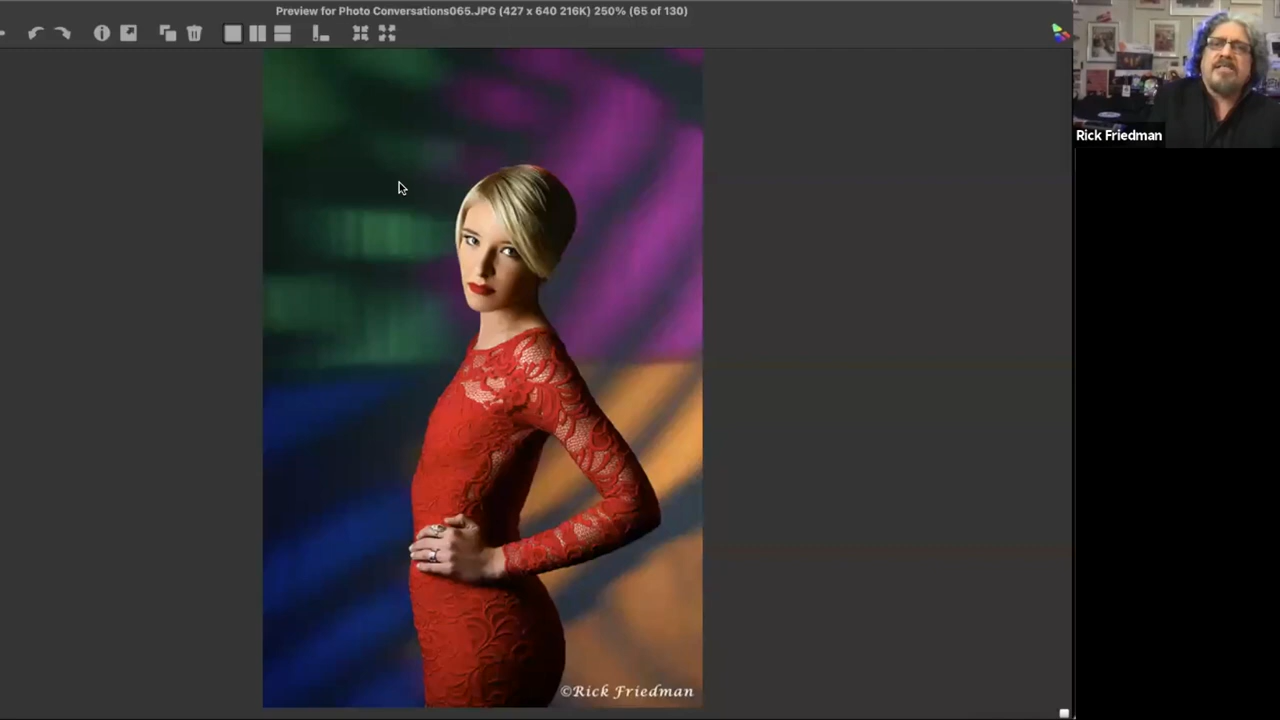 Preview for Photo Conversations065.JPG (427 x 640 216K) 250% (65 of 130)
Rick Friedman
©Rick Friedman